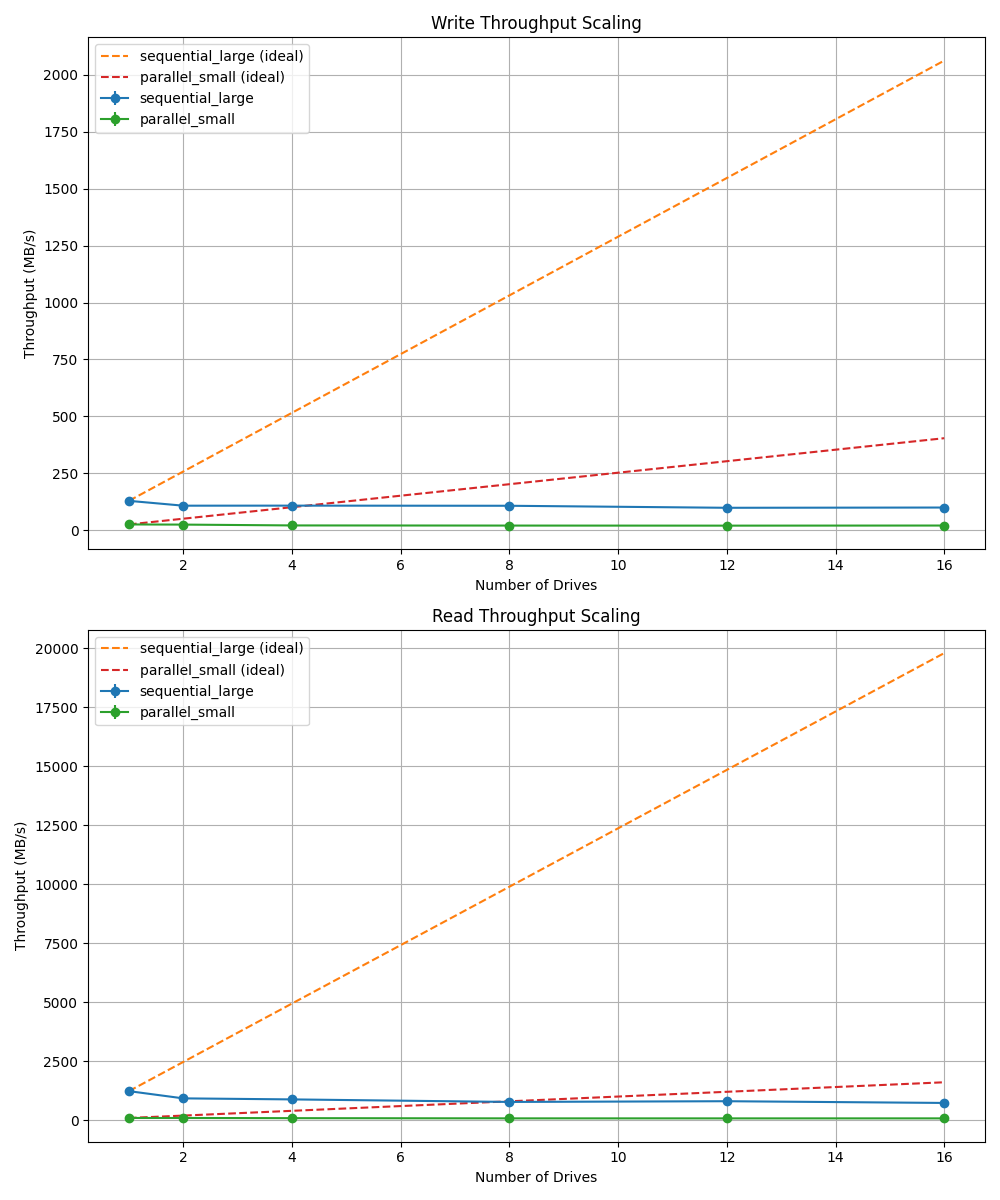 Write Throughput Scaling
sequential_large (ideal)
parallel_small (ideal)
sequential_large
parallel_small
2000
1750
1500
1250
1000
750
500
250
0
Throughput (MB/s)
2 4 6 8 10 12 14 16
Number of Drives
Read Throughput Scaling
sequential_large (ideal)
parallel_small (ideal)
sequential_large
parallel_small
20000
17500
15000
12500
10000
7500
5000
2500
0
Throughput (MB/s)
2 4 6 8 10 12 14 16
Number of Drives